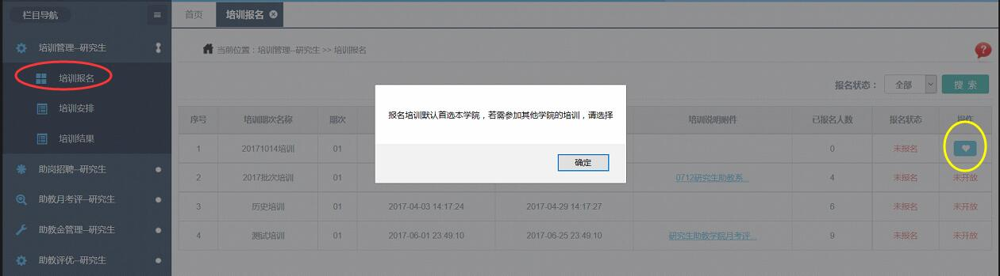 栏目导航
首页
培训报名
培训管理--研究生
当前位置：培训管理--研究生 >> 培训报名
培训报名
培训安排
培训结果
助岗招聘--研究生
助教月考评--研究生
助教金管理--研究生
助教评优--研究生
报名状态： 全部 搜 索
序号 培训期次名称 期次 培训说明附件 已报名人数 报名状态 操作
1 20171014培训 01 0 未报名
2 2017批次培训 01 0712研究生助教系... 4 未报名 未开放
3 历史培训 01 2017-04-03 14:17:24 2017-04-29 14:17:27 6 未报名 未开放
4 测试培训 01 2017-06-01 23:49:10 2017-06-25 23:49:10 研究生助教学院月考评... 9 未报名 未开放
报名培训默认首选本学院，若需参加其他学院的培训，请选择
确定